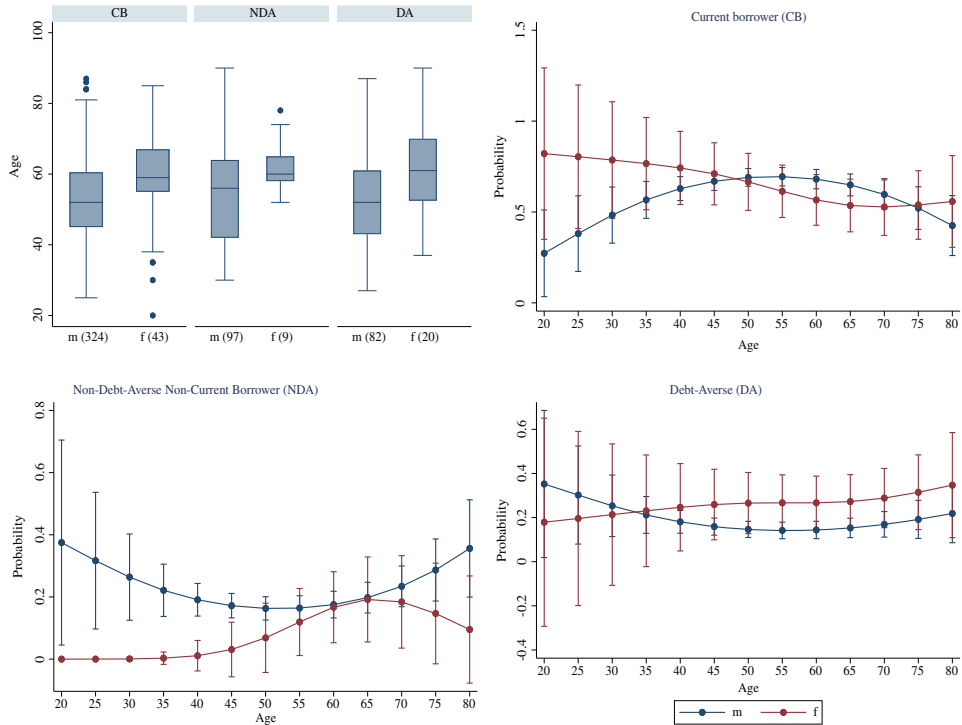 CB NDA DA
100
80
60
40
20
Age
m (324) f (43) m (97) f (9) m (82) f (20)
Current borrower (CB)
1.5
1
0.5
0
Probability
20 25 30 35 40 45 50 55 60 65 70 75 80
Age
Non-Debt-Averse Non-Current Borrower (NDA)
0.8
0.6
0.4
0.2
0
Probability
20 25 30 35 40 45 50 55 60 65 70 75 80
Age
Debt-Averse (DA)
0.6
0.4
0.2
0
-0.2
-0.4
Probability
20 25 30 35 40 45 50 55 60 65 70 75 80
Age
m f